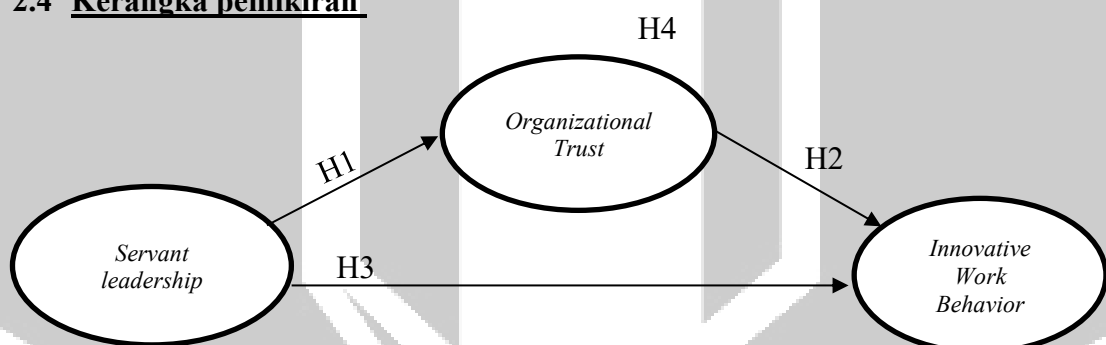 2.4 Kerangka pemikiran
H4
Organizational
Trust
H1
H2
Servant
leadership
H3
Innovative
Work
Behavior